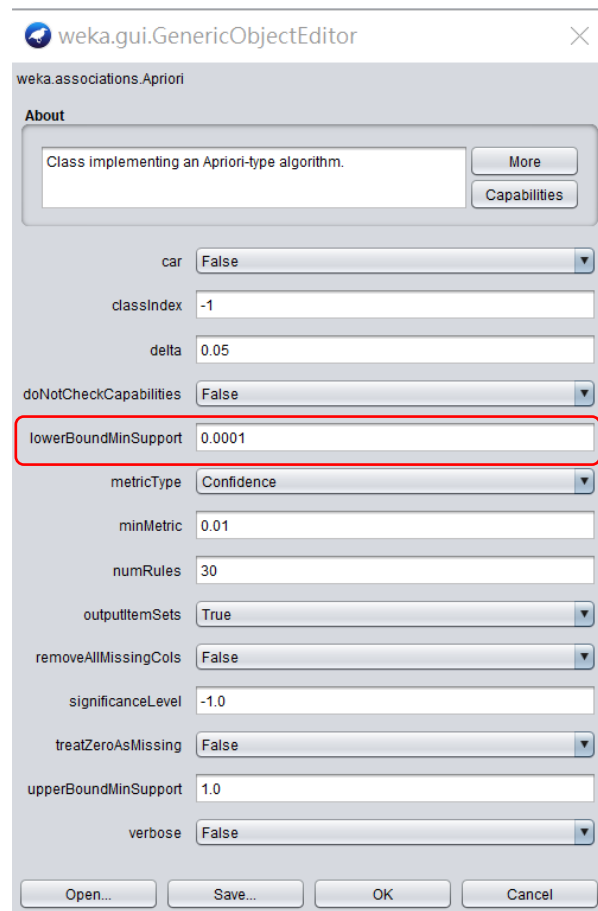 weka.gui.GenericObjectEditor
weka.associations.Apriori
About
Class implementing an Apriori-type algorithm.
More
Capabilities
car False
classIndex -1
delta 0.05
doNotCheckCapabilities False
lowerBoundMinSupport 0.0001
metricType Confidence
minMetric 0.01
numRules 30
outputItemSets True
removeAllMissingCols False
significanceLevel -1.0
treatZeroAsMissing False
upperBoundMinSupport 1.0
verbose False
Open... Save... OK Cancel